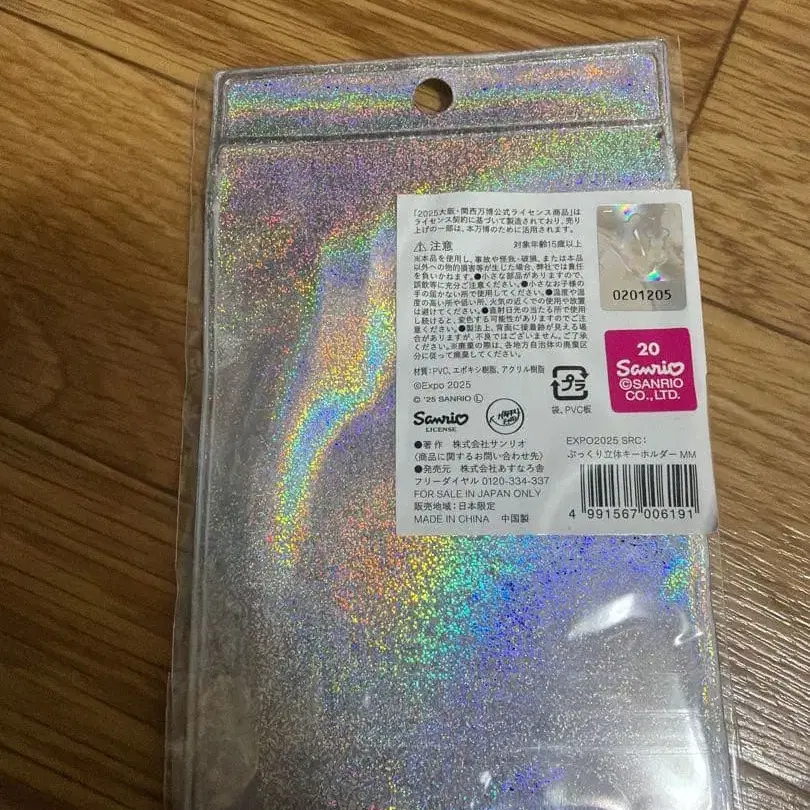 「2025大阪・関西万博公式ライセンス商品」は
ライセンス契約に基づいて製造されており、売り
上げの一部は、本万博のために活用されます。
⚠注意 対象年齢15歳以上
※本品を使用し、事故や怪我・破損、または本品
以外への物的損害等が生じた場合、弊社では責任
を負いかねます。●小さな部品がありますので、
誤飲等に充分ご注意ください。●小さなお子様の
手の届かない所で使用してください。●温度や湿
度の高い所や低い所、火気の近くでの使用や放置
は避けてください。●直射日光の当たる所で使用
し続けると、変色する可能性がありますのでご注
意ください。●製法上、背面に接着跡が見える場
合がありますが、不良ではございません。ご了承
ください。※廃棄の際は、各地方自治体の廃棄区
分に従って廃棄してください。
材質：PVC、エポキシ樹脂、アクリル樹脂
©Expo 2025
© '25 SANRIO Ⓛ
Sanrio
LICENSE
プラ
袋、PVC板
0201205
20
Sanrio
©SANRIO
CO.,LTD.
●著作 株式会社サンリオ
〈商品に関するお問い合わせ先〉
●発売元 株式会社あすなろ舎
フリーダイヤル 0120-334-337
FOR SALE IN JAPAN ONLY
販売地域：日本限定
MADE IN CHINA 中国製
EXPO2025 SRC：
ぷっくり立体キーホルダー MM
4 991567 006191